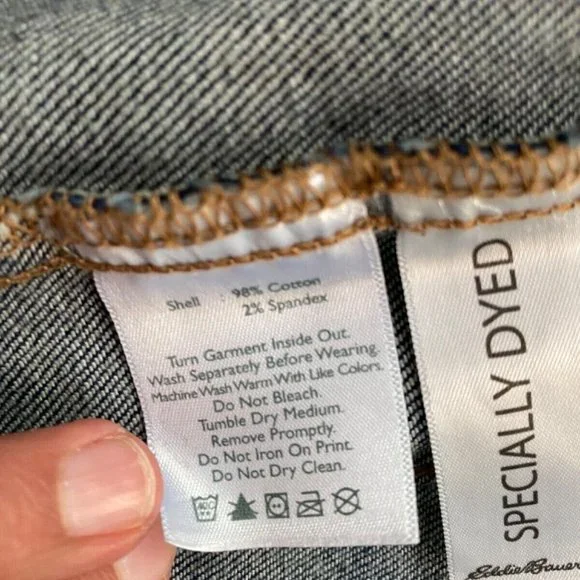 Shell : 98% Cotton
2% Spandex
Turn Garment Inside Out.
Wash Separately Before Wearing.
Machine Wash Warm With Like Colors.
Do Not Bleach.
Tumble Dry Medium.
Remove Promptly.
Do Not Iron On Print.
Do Not Dry Clean.
SPECIALLY DYED
Eddie Bauer